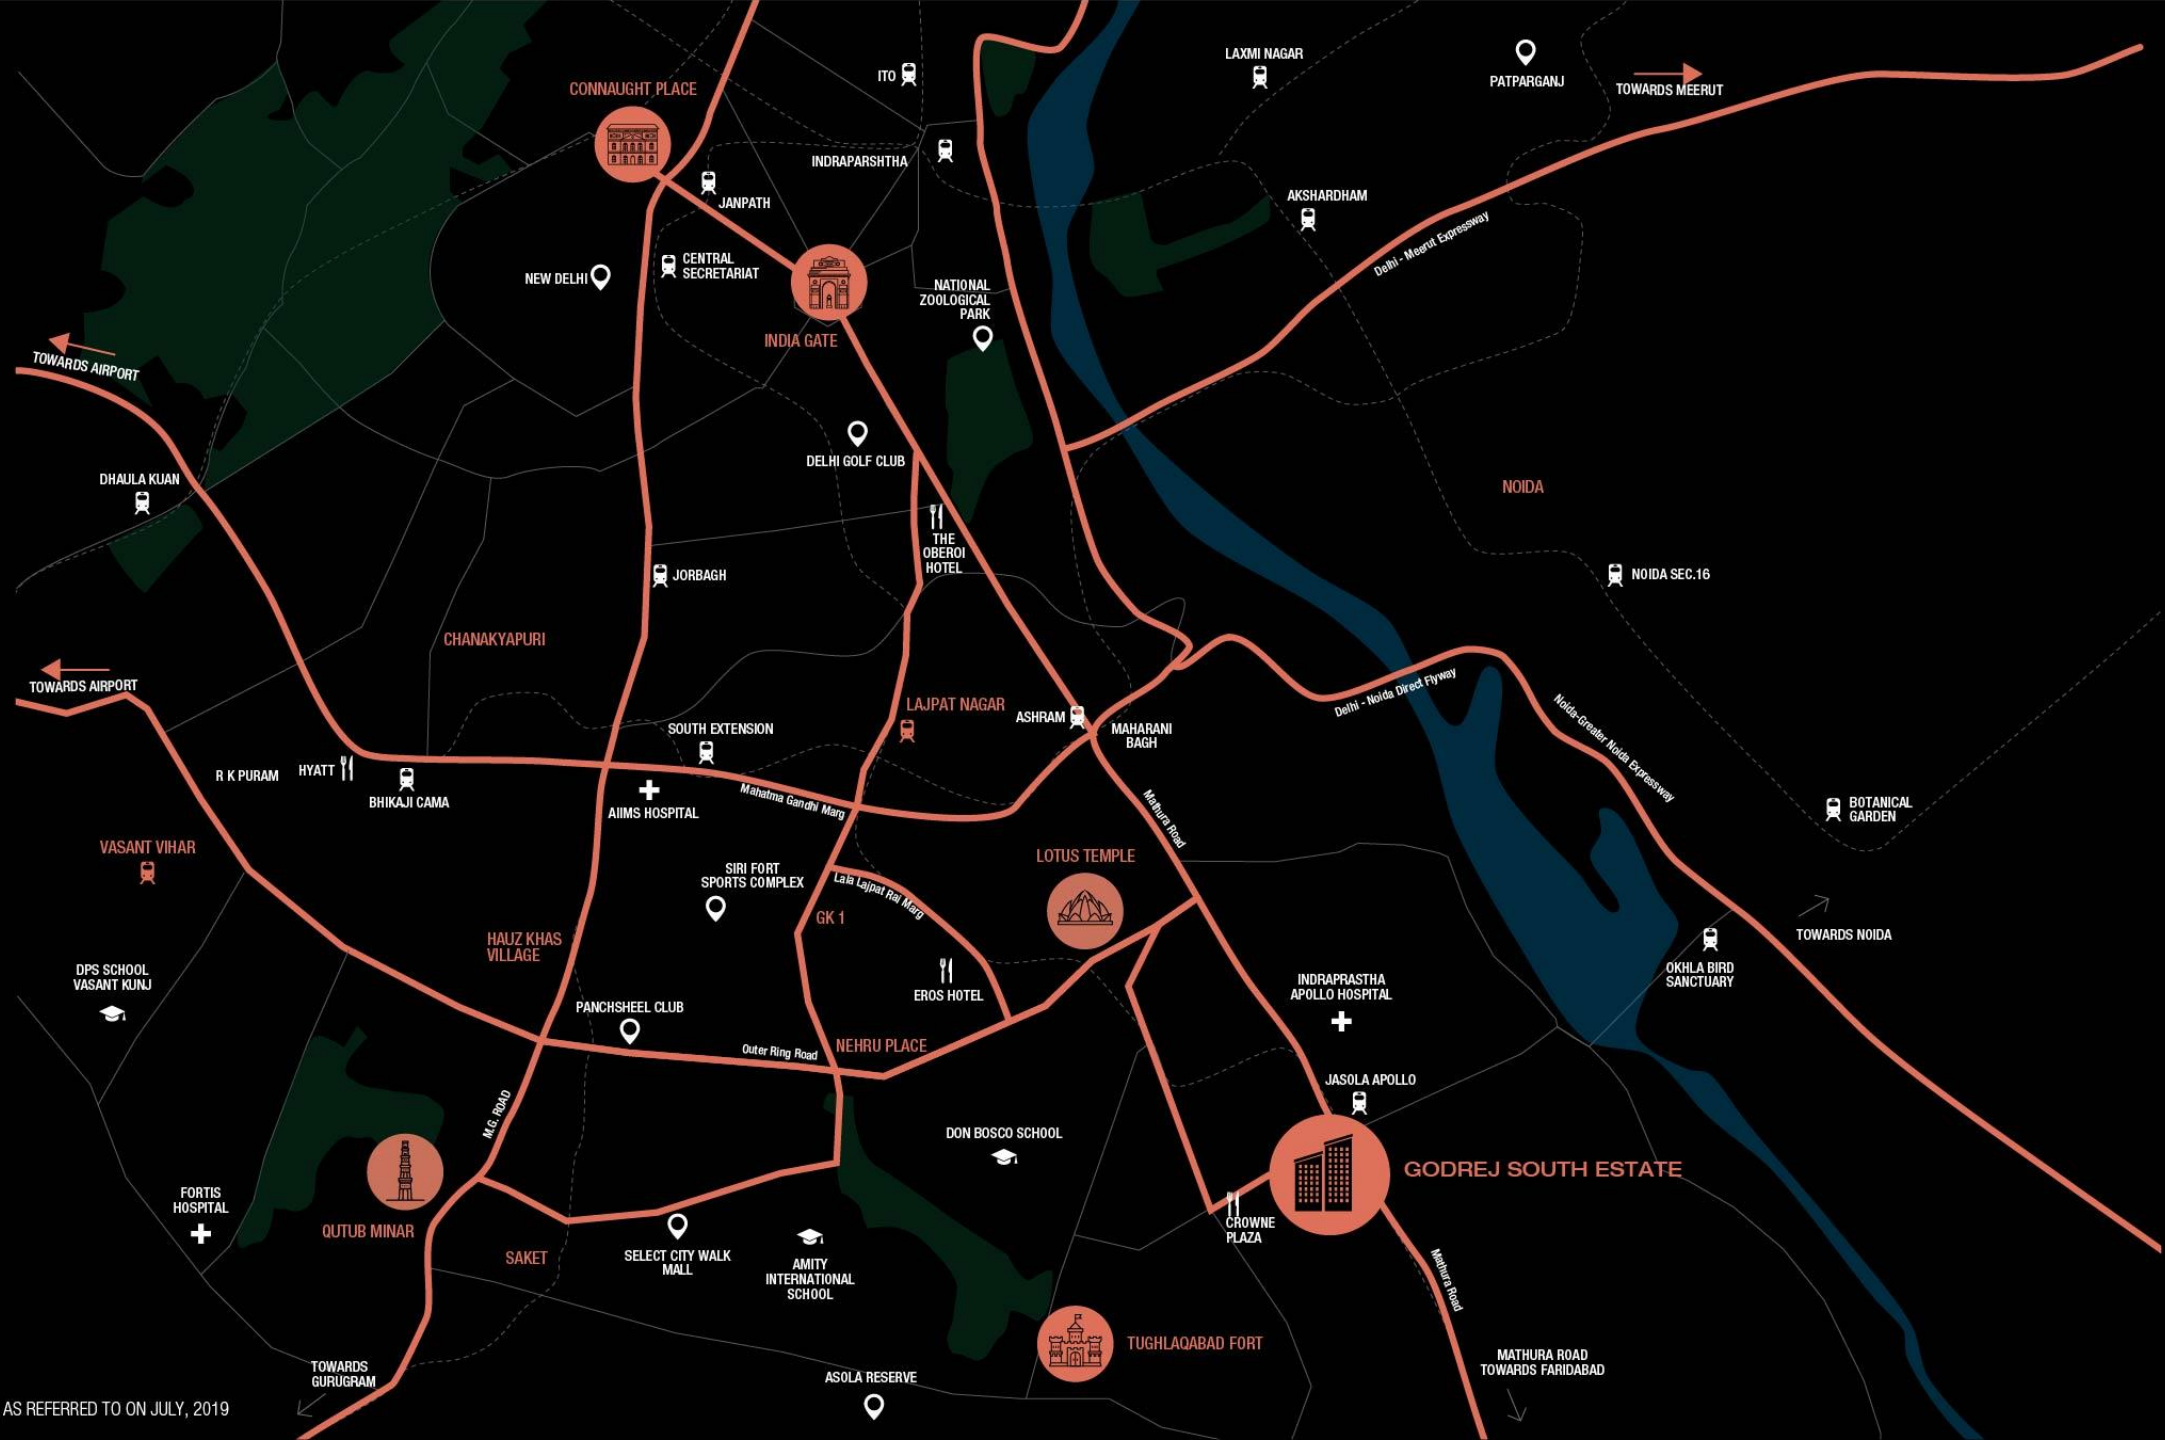 LAXMI NAGAR
PATPARGANJ
TOWARDS MEERUT
ITO
CONNAUGHT PLACE
INDRAPARSHTHA
JANPATH
AKSHARDHAM
Delhi - Meerut Expressway
CENTRAL
SECRETARIAT
NEW DELHI
NATIONAL
ZOOLOGICAL
PARK
INDIA GATE
TOWARDS AIRPORT
DELHI GOLF CLUB
DHAULA KUAN
NOIDA
THE
OBEROI
HOTEL
JORBAGH
NOIDA SEC.16
CHANAKYAPURI
TOWARDS AIRPORT
Delhi - Noida Direct Flyway
LAJPAT NAGAR
ASHRAM
MAHARANI
BAGH
SOUTH EXTENSION
Noida-Greater Noida Expressway
R K PURAM
HYATT
BHIKAJI CAMA
AIIMS HOSPITAL
Mahatma Gandhi Marg
Mathura Road
BOTANICAL
GARDEN
VASANT VIHAR
LOTUS TEMPLE
SIRI FORT
SPORTS COMPLEX
Lala Lajpat Rai Marg
GK 1
HAUZ KHAS
VILLAGE
TOWARDS NOIDA
DPS SCHOOL
VASANT KUNJ
OKHLA BIRD
SANCTUARY
EROS HOTEL
INDRAPRASTHA
APOLLO HOSPITAL
PANCHSHEEL CLUB
Outer Ring Road
NEHRU PLACE
JASOLA APOLLO
M.G. ROAD
DON BOSCO SCHOOL
GODREJ SOUTH ESTATE
FORTIS
HOSPITAL
QUTUB MINAR
CROWNE
PLAZA
SAKET
SELECT CITY WALK
MALL
AMITY
INTERNATIONAL
SCHOOL
Mathura Road
TUGHLAQABAD FORT
MATHURA ROAD
TOWARDS FARIDABAD
TOWARDS
GURUGRAM
ASOLA RESERVE
AS REFERRED TO ON JULY, 2019